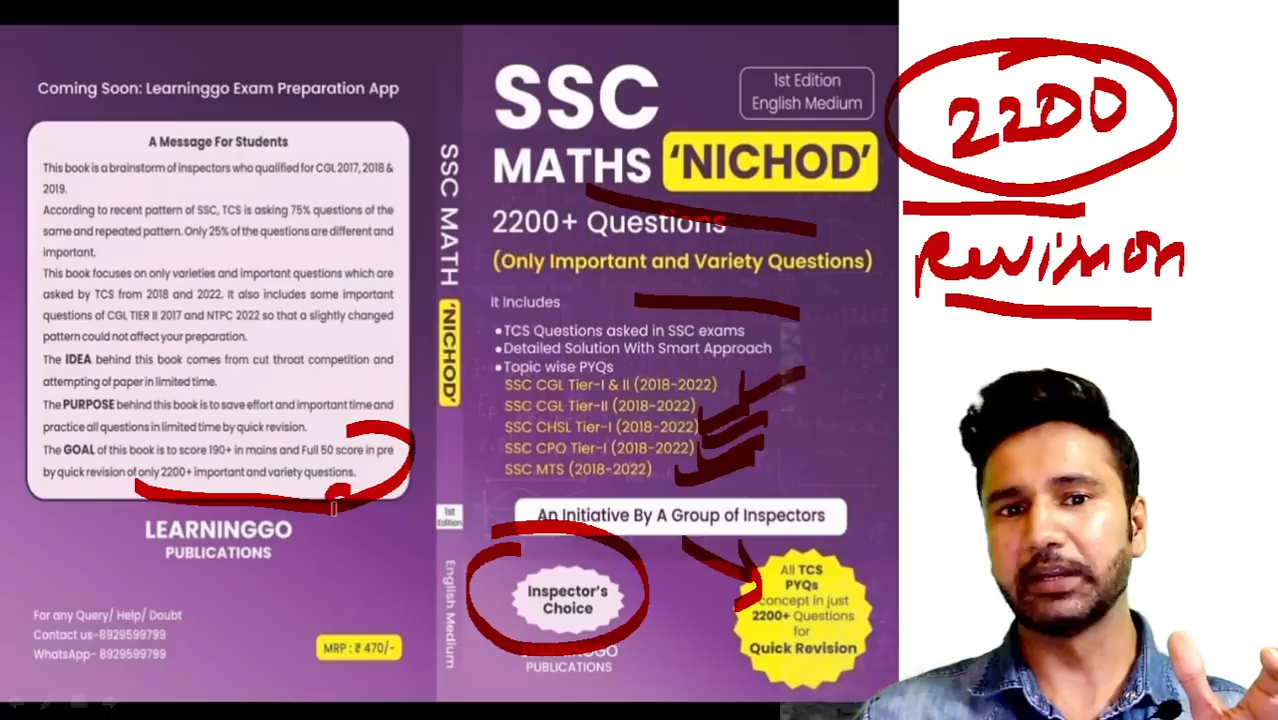 Coming Soon: Learninggo Exam Preparation App
A Message For Students
This book is a brainstorm of inspectors who qualified for CGL 2017, 2018 &
2019.
According to recent pattern of SSC, TCS is asking 75% questions of the
same and repeated pattern. Only 25% of the questions are different and
important.
This book focuses on only varieties and important questions which are
asked by TCS from 2018 and 2022. It also includes some important
questions of CGL TIER II 2017 and NTPC 2022 so that a slightly changed
pattern could not affect your preparation.
The IDEA behind this book comes from cut throat competition and
attempting of paper in limited time.
The PURPOSE behind this book is to save effort and important time and
practice all questions in limited time by quick revision.
The GOAL of this book is to score 190+ in mains and Full 50 score in pre
by quick revision of only 2200+ important and variety questions.
LEARNINGGO
PUBLICATIONS
For any Query/ Help/ Doubt
Contact us-8929599799
WhatsApp- 8929599799
MRP : ₹ 470/-
SSC MATH 'NICHOD'
1st
Edition
English Medium
SSC
MATHS 'NICHOD'
1st Edition
English Medium
2200+ Questions
(Only Important and Variety Questions)
It Includes
• TCS Questions asked in SSC exams
• Detailed Solution With Smart Approach
• Topic wise PYQs
SSC CGL Tier-I & II (2018-2022)
SSC CGL Tier-II (2018-2022)
SSC CHSL Tier-I (2018-2022)
SSC CPO Tier-I (2018-2022)
SSC MTS (2018-2022)
An Initiative By A Group of Inspectors
Inspector's
Choice
LEARNINGGO
PUBLICATIONS
All TCS
PYQs
concept in just
2200+ Questions
for
Quick Revision
2200
Revision